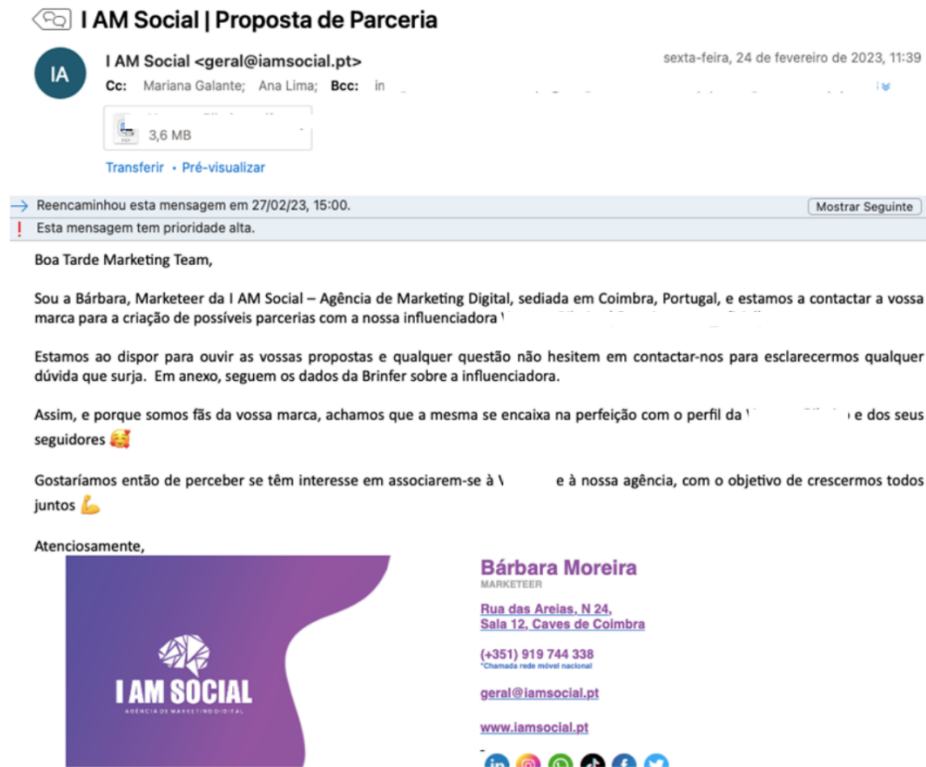 I AM Social | Proposta de Parceria
IA
I AM Social <geral@iamsocial.pt>
sexta-feira, 24 de fevereiro de 2023, 11:39
Cc: Mariana Galante; Ana Lima; Bcc: in
3,6 MB
Transferir • Pré-visualizar
Reencaminhou esta mensagem em 27/02/23, 15:00.
Mostrar Seguinte
Esta mensagem tem prioridade alta.
Boa Tarde Marketing Team,
Sou a Bárbara, Marketeer da I AM Social – Agência de Marketing Digital, sediada em Coimbra, Portugal, e estamos a contactar a vossa
marca para a criação de possíveis parcerias com a nossa influenciadora
Estamos ao dispor para ouvir as vossas propostas e qualquer questão não hesitem em contactar-nos para esclarecermos qualquer
dúvida que surja. Em anexo, seguem os dados da Brinfer sobre a influenciadora.
Assim, e porque somos fãs da vossa marca, achamos que a mesma se encaixa na perfeição com o perfil da e dos seus
seguidores 🥰
Gostaríamos então de perceber se têm interesse em associarem-se à e à nossa agência, com o objetivo de crescermos todos
juntos 💪
Atenciosamente,
I AM SOCIAL
AGÊNCIA DE MARKETING DIGITAL
Bárbara Moreira
MARKETEER
Rua das Areias, N 24,
Sala 12, Caves de Coimbra
(+351) 919 744 338
*Chamada rede móvel nacional
geral@iamsocial.pt
www.iamsocial.pt